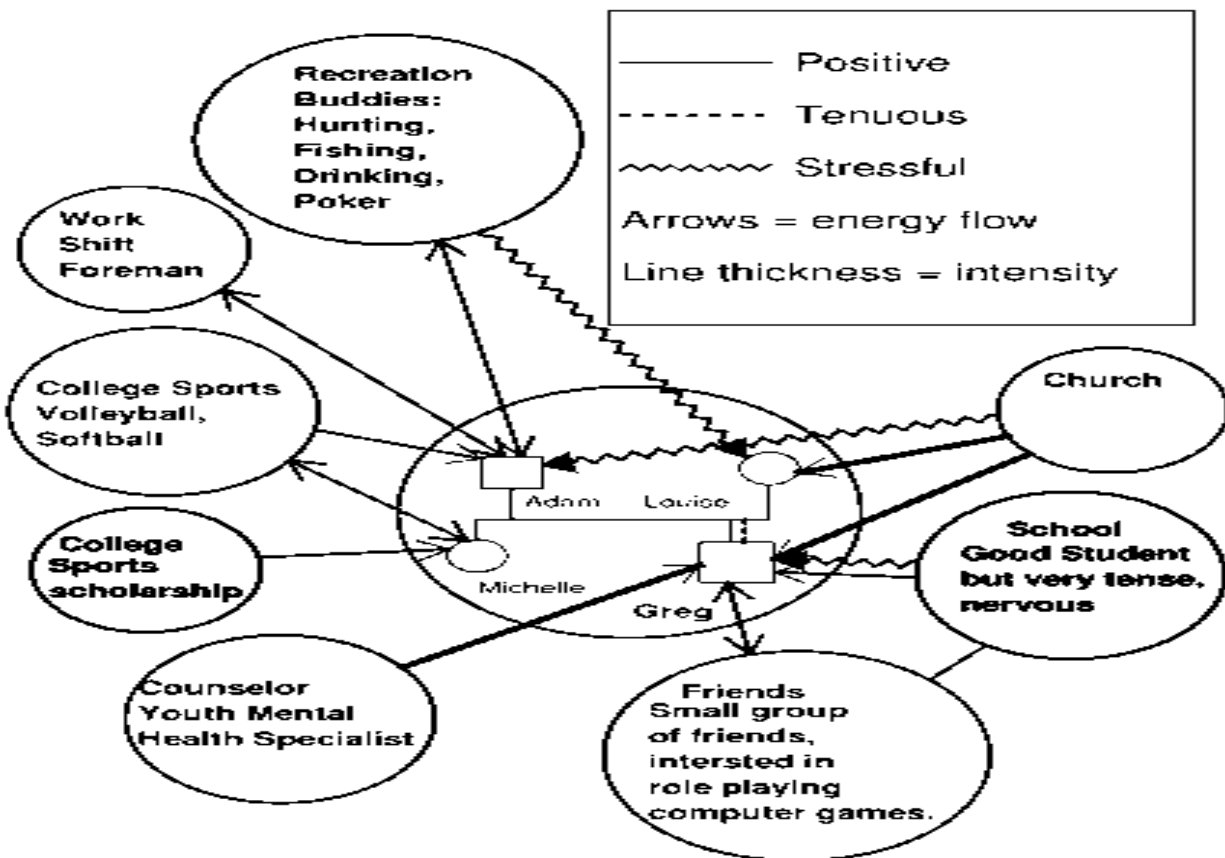 Recreation
Buddies:
Hunting,
Fishing,
Drinking,
Poker
Positive
Tenuous
Stressful
Arrows = energy flow
Line thickness = intensity
Work
Shift
Foreman
College Sports
Volleyball,
Softball
Church
Adam
Louise
College
Sports
scholarship
Michelle
Greg
School
Good Student
but very tense,
nervous
Counselor
Youth Mental
Health Specialist
Friends
Small group
of friends,
intersted in
role playing
computer games.